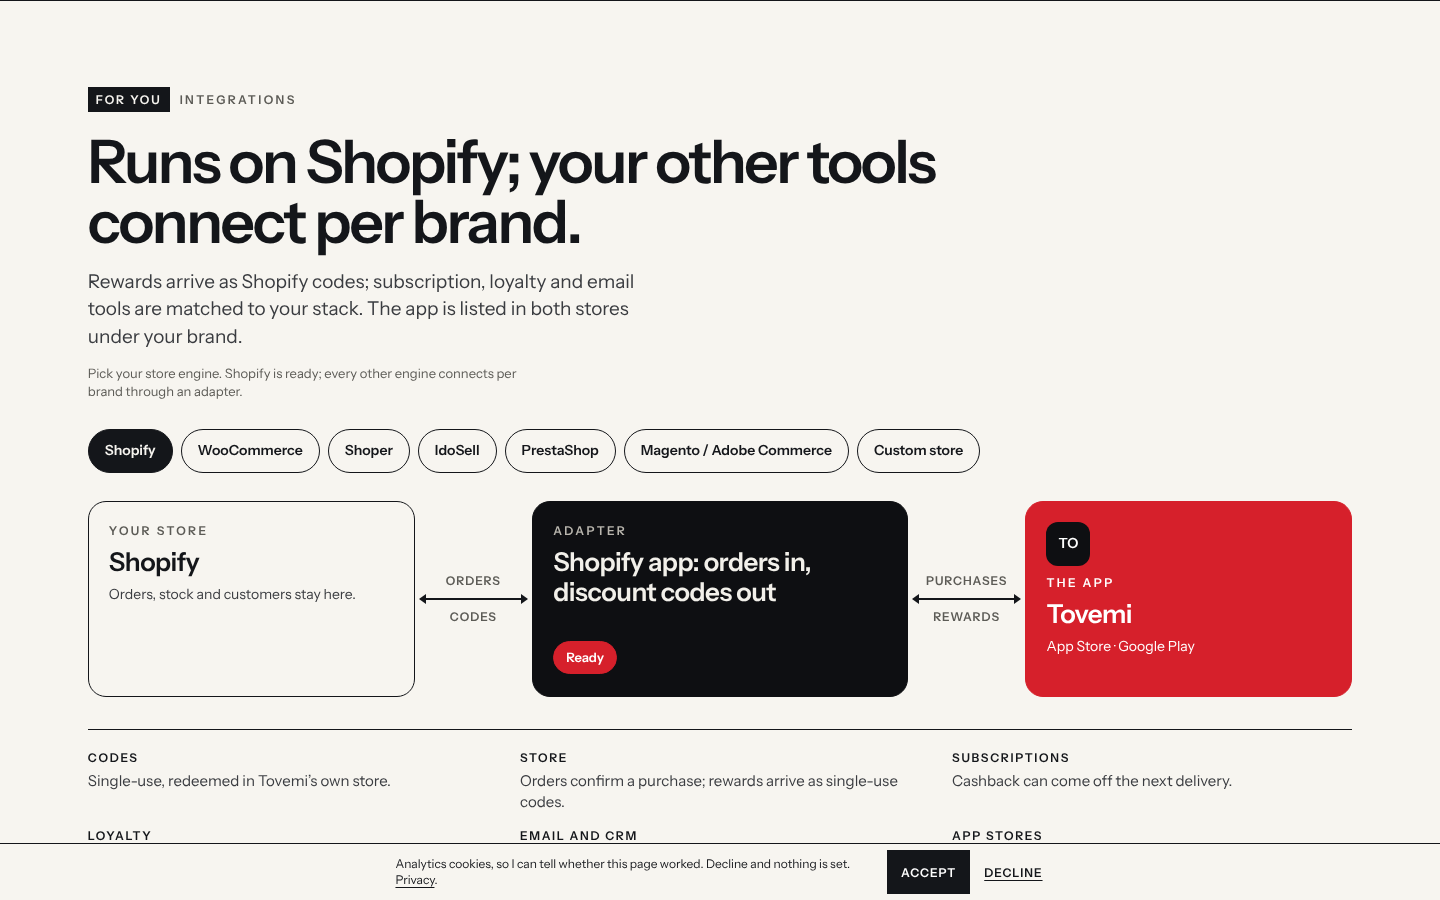 FOR YOU INTEGRATIONS
Runs on Shopify; your other tools
connect per brand.
Rewards arrive as Shopify codes; subscription, loyalty and email
tools are matched to your stack. The app is listed in both stores
under your brand.
Pick your store engine. Shopify is ready; every other engine connects per
brand through an adapter.
Shopify WooCommerce Shoper IdoSell PrestaShop Magento / Adobe Commerce Custom store
YOUR STORE
Shopify
Orders, stock and customers stay here.
ORDERS
CODES
ADAPTER
Shopify app: orders in,
discount codes out
Ready
PURCHASES
REWARDS
TO
THE APP
Tovemi
App Store · Google Play
CODES
Single-use, redeemed in Tovemi’s own store.
STORE
Orders confirm a purchase; rewards arrive as single-use
codes.
SUBSCRIPTIONS
Cashback can come off the next delivery.
LOYALTY
EMAIL AND CRM
APP STORES
Analytics cookies, so I can tell whether this page worked. Decline and nothing is set.
Privacy.
ACCEPT
DECLINE